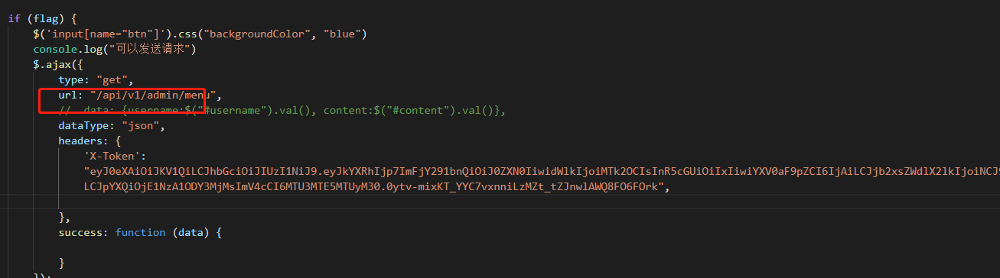 if (flag) {
$('input[name="btn"]').css("backgroundColor", "blue")
console.log("可以发送请求")
$.ajax({
type: "get",
url: "/api/v1/admin/menu",
// data: {username:$("#username").val(), content:$("#content").val()},
dataType: "json",
headers: {
'X-Token':
"eyJ0eXAiOiJKV1QiLCJhbGciOiJIUzI1NiJ9.eyJkYXRhIjp7ImFjY291bnQiOiJ0ZXN0IiwidWlkIjoiMTk2OCIsInR5cGUiOiIxIiwiYXV0aF9pZCI6IjAiLCJjb2xsZWdlX2lkIjoiNCJ9
LCJpYXQiOjE1NzA1ODY3MjMsImV4cCI6MTU3MTE5MTUyM30.0ytv-mixKT_YYC7vxnniLzMZt_tZJnwlAWQ8FO6FOrk",
},
success: function (data) {
}
});